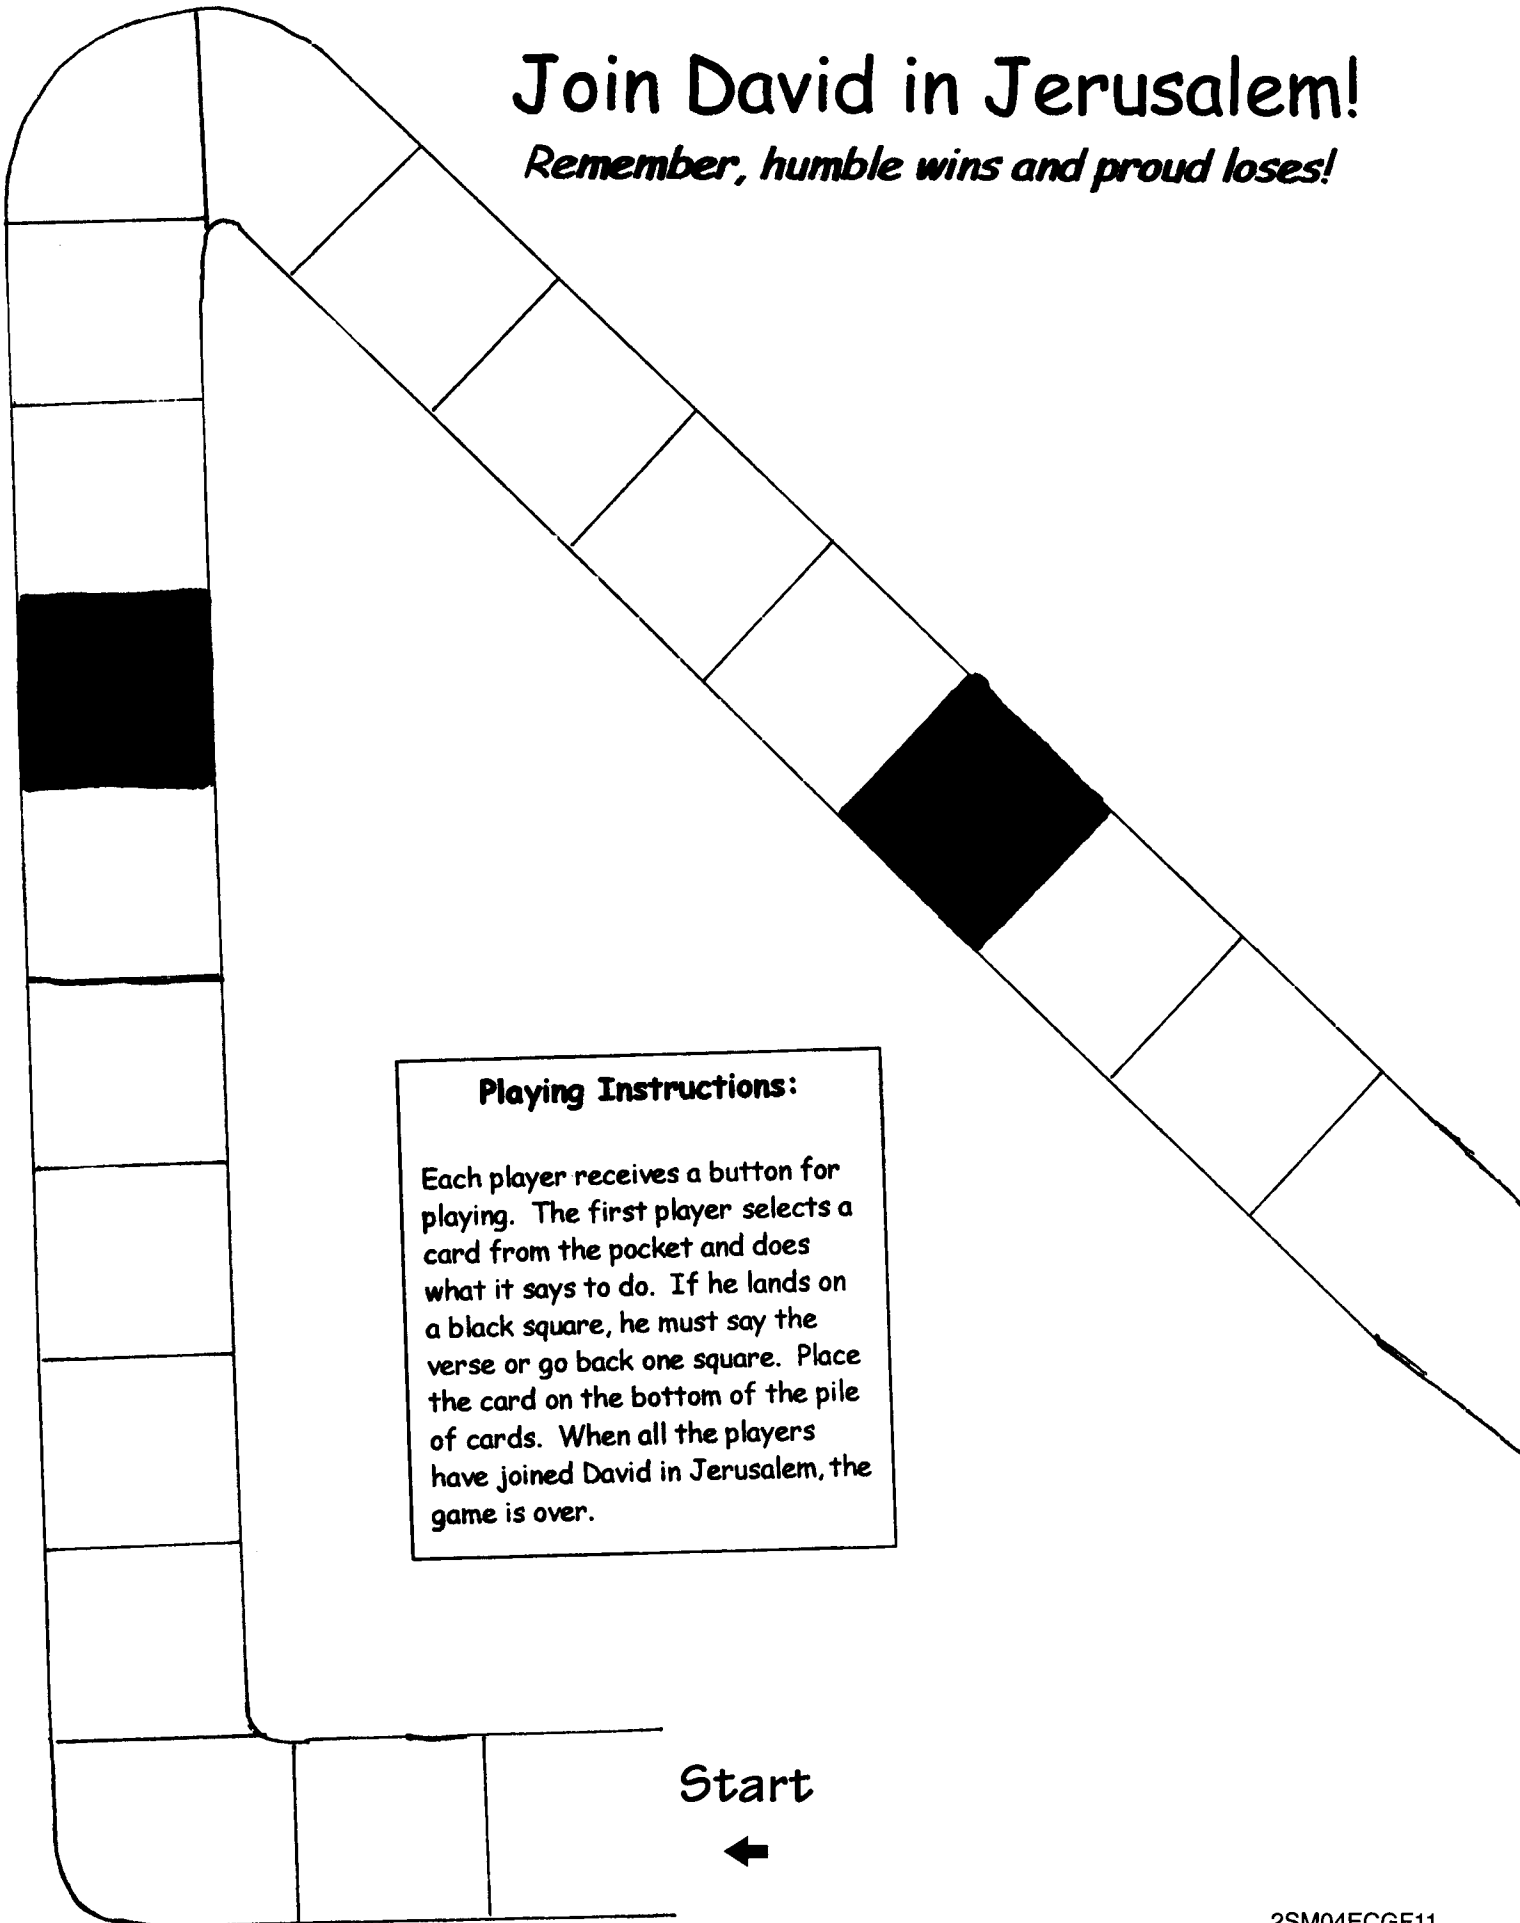 Join David in Jerusalem!
Remember, humble wins and proud loses!
Playing Instructions:
Each player receives a button for
playing. The first player selects a
card from the pocket and does
what it says to do. If he lands on
a black square, he must say the
verse or go back one square. Place
the card on the bottom of the pile
of cards. When all the players
have joined David in Jerusalem, the
game is over.
Start
2SM04ECGF11